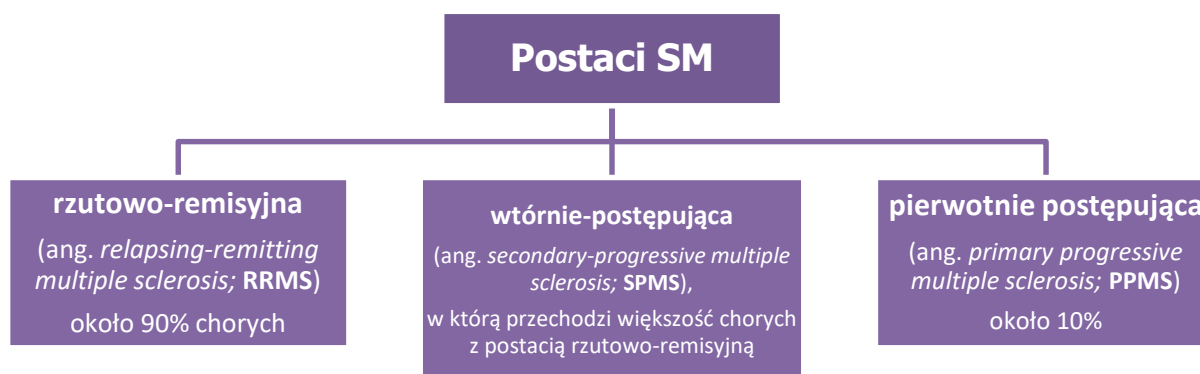 Postaci SM
rzutowo-remisyjna
(ang. relapsing-remitting
multiple sclerosis; RRMS)
około 90% chorych
wtórnie-postępująca
(ang. secondary-progressive multiple
sclerosis; SPMS),
w którą przechodzi większość chorych
z postacią rzutowo-remisyjną
pierwotnie postępująca
(ang. primary progressive
multiple sclerosis; PPMS)
około 10%